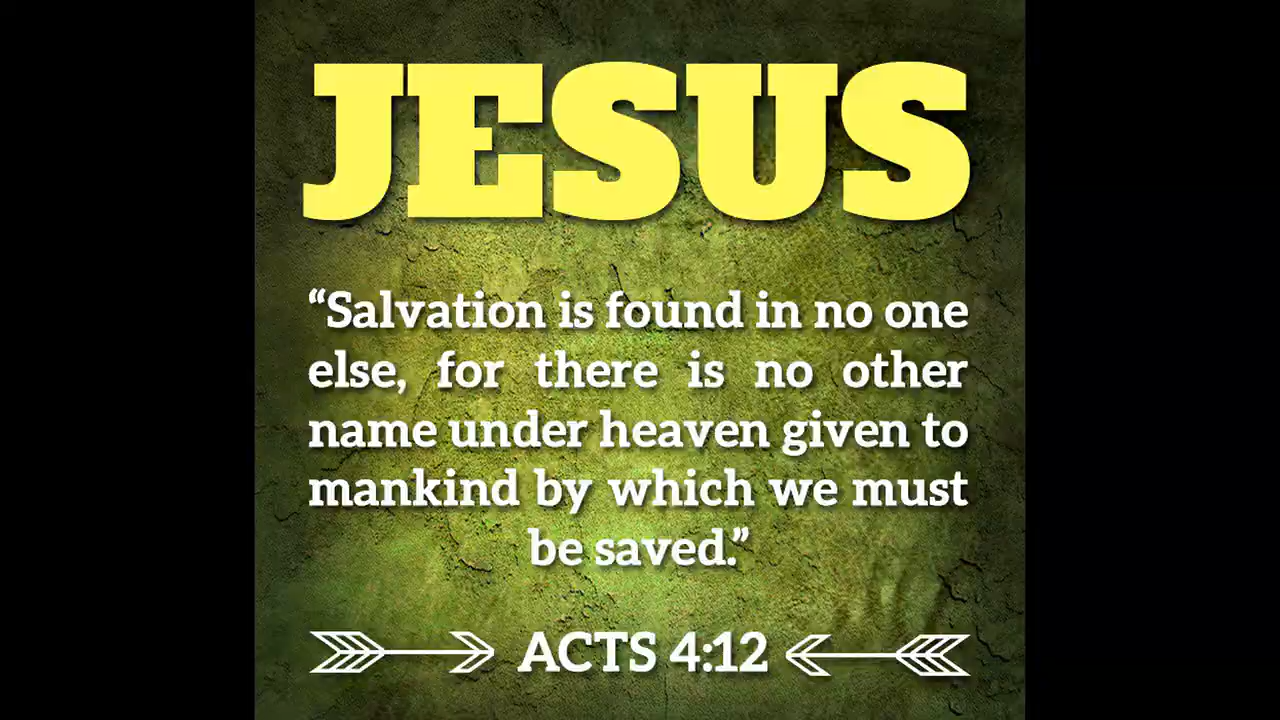 JESUS
“Salvation is found in no one
else, for there is no other
name under heaven given to
mankind by which we must
be saved.”
ACTS 4:12